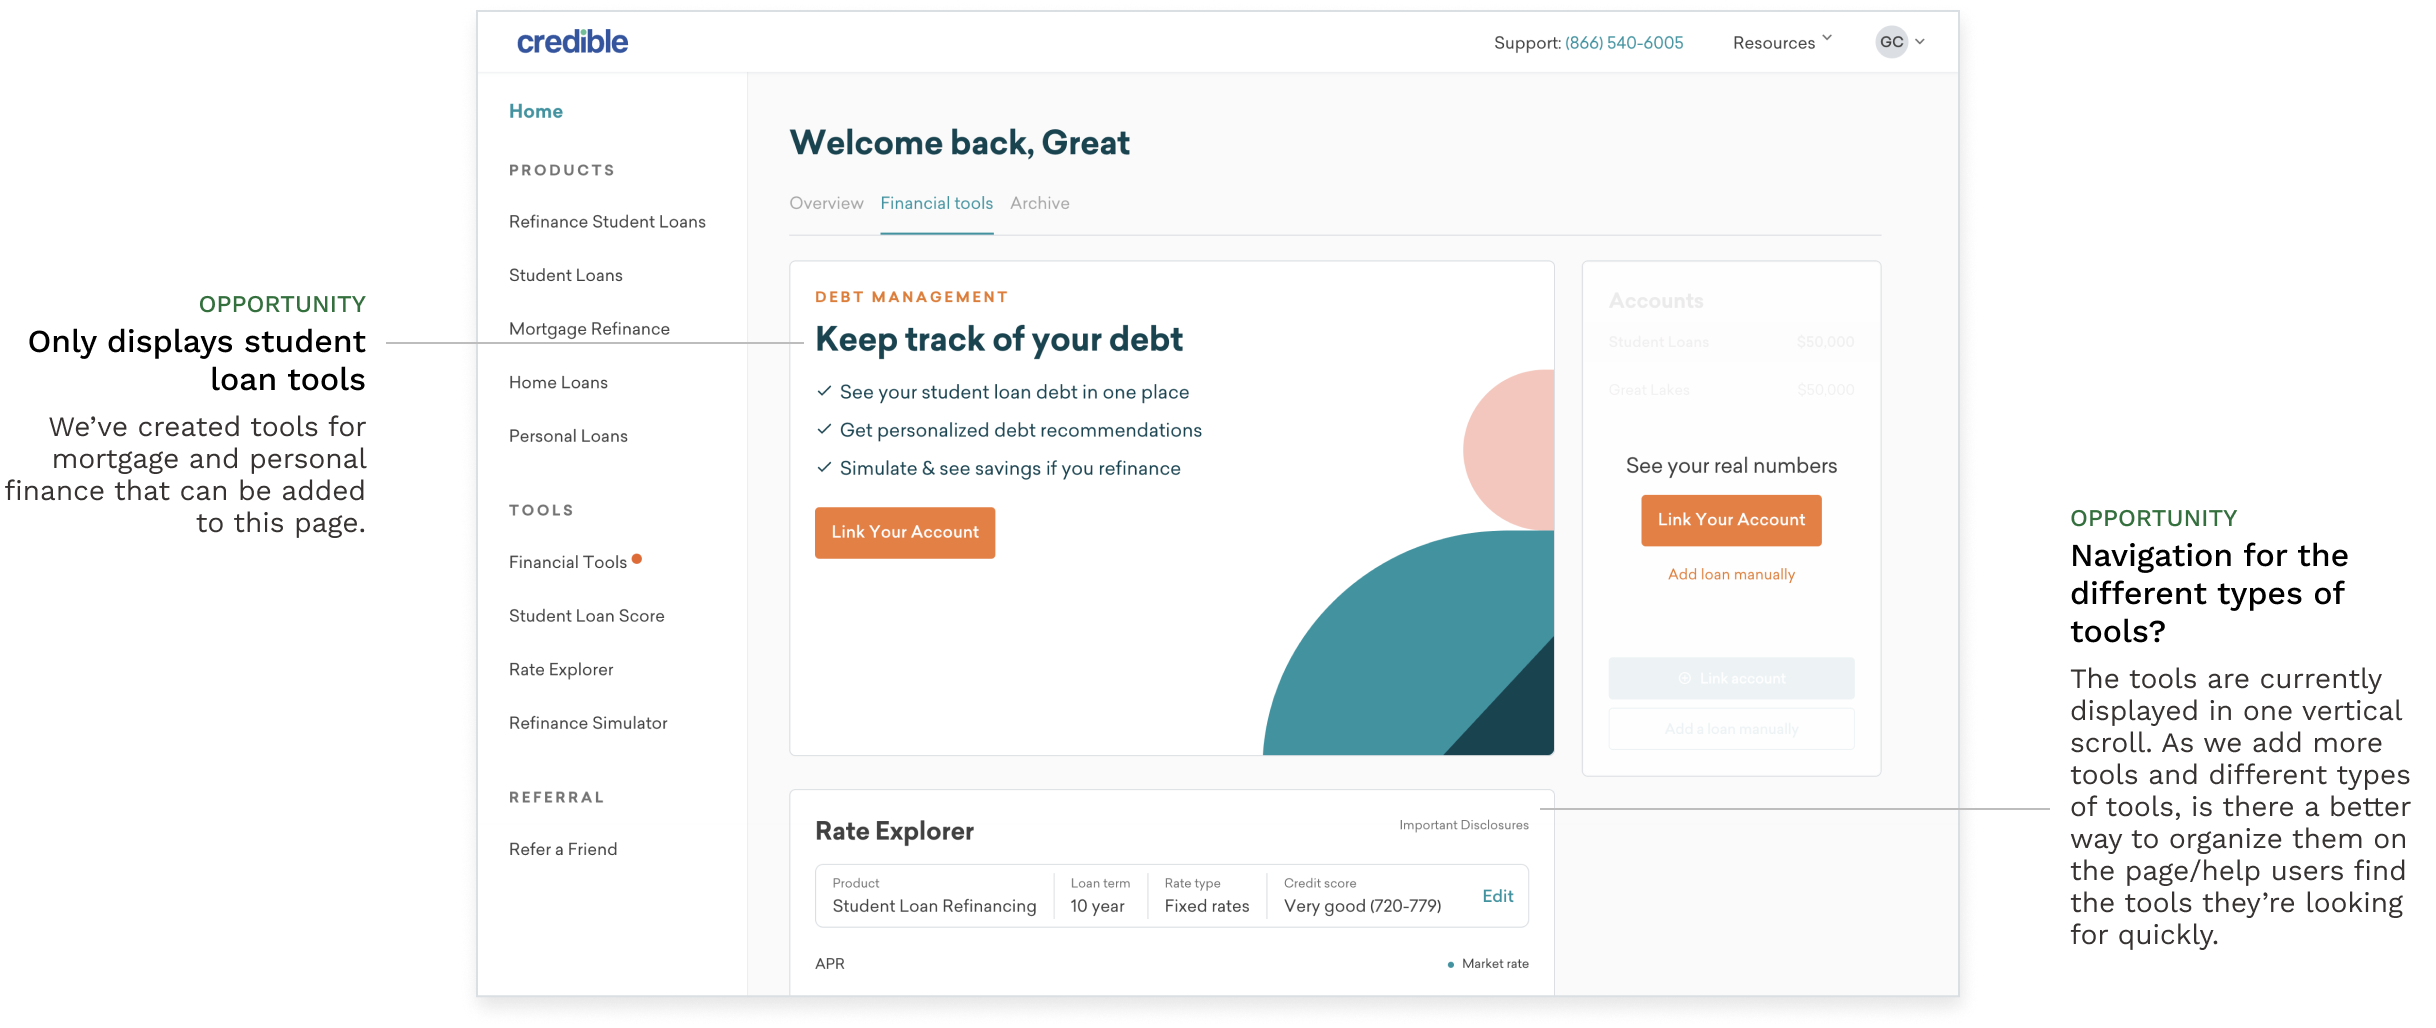 credible
Support: (866) 540-6005
Resources
GC
Home
PRODUCTS
Refinance Student Loans
Student Loans
Mortgage Refinance
Home Loans
Personal Loans
TOOLS
Financial Tools
Student Loan Score
Rate Explorer
Refinance Simulator
REFERRAL
Refer a Friend
Welcome back, Great
Overview
Financial tools
Archive
DEBT MANAGEMENT
Keep track of your debt
See your student loan debt in one place
Get personalized debt recommendations
Simulate & see savings if you refinance
Link Your Account
Accounts
Student Loans $50,000
Great Lakes $50,000
See your real numbers
Link Your Account
Add loan manually
Link account
Add a loan manually
Rate Explorer
Important Disclosures
Product
Student Loan Refinancing
Loan term
10 year
Rate type
Fixed rates
Credit score
Very good (720-779)
Edit
APR
Market rate
OPPORTUNITY
Only displays student
loan tools
We’ve created tools for
mortgage and personal
finance that can be added
to this page.
OPPORTUNITY
Navigation for the
different types of
tools?
The tools are currently
displayed in one vertical
scroll. As we add more
tools and different types
of tools, is there a better
way to organize them on
the page/help users find
the tools they’re looking
for quickly.